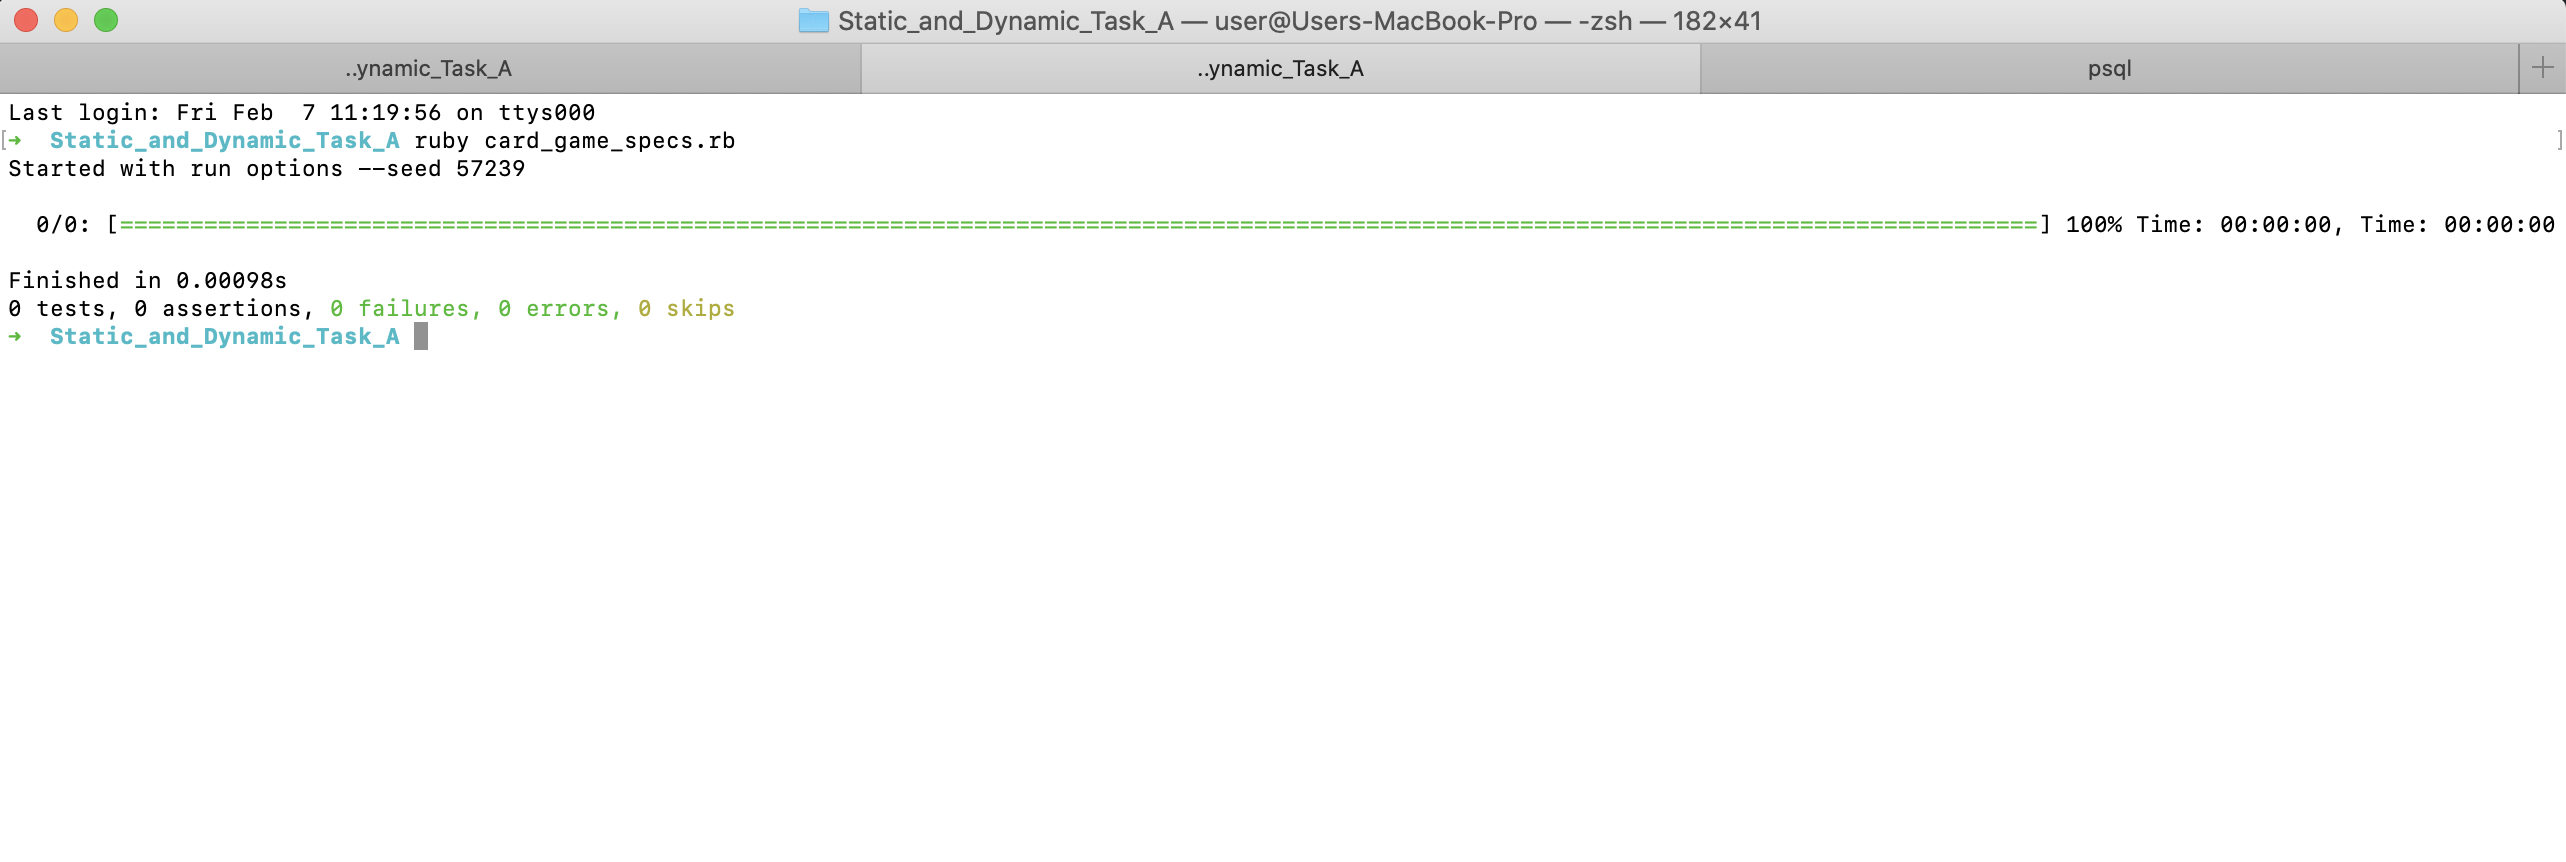 Static_and_Dynamic_Task_A — user@Users-MacBook-Pro — -zsh — 182×41
..ynamic_Task_A ..ynamic_Task_A psql +
Last login: Fri Feb  7 11:19:56 on ttys000
[➜  Static_and_Dynamic_Task_A ruby card_game_specs.rb ]
Started with run options --seed 57239
0/0: [=========================================================================================================================================] 100% Time: 00:00:00, Time: 00:00:00
Finished in 0.00098s
0 tests, 0 assertions, 0 failures, 0 errors, 0 skips
➜  Static_and_Dynamic_Task_A